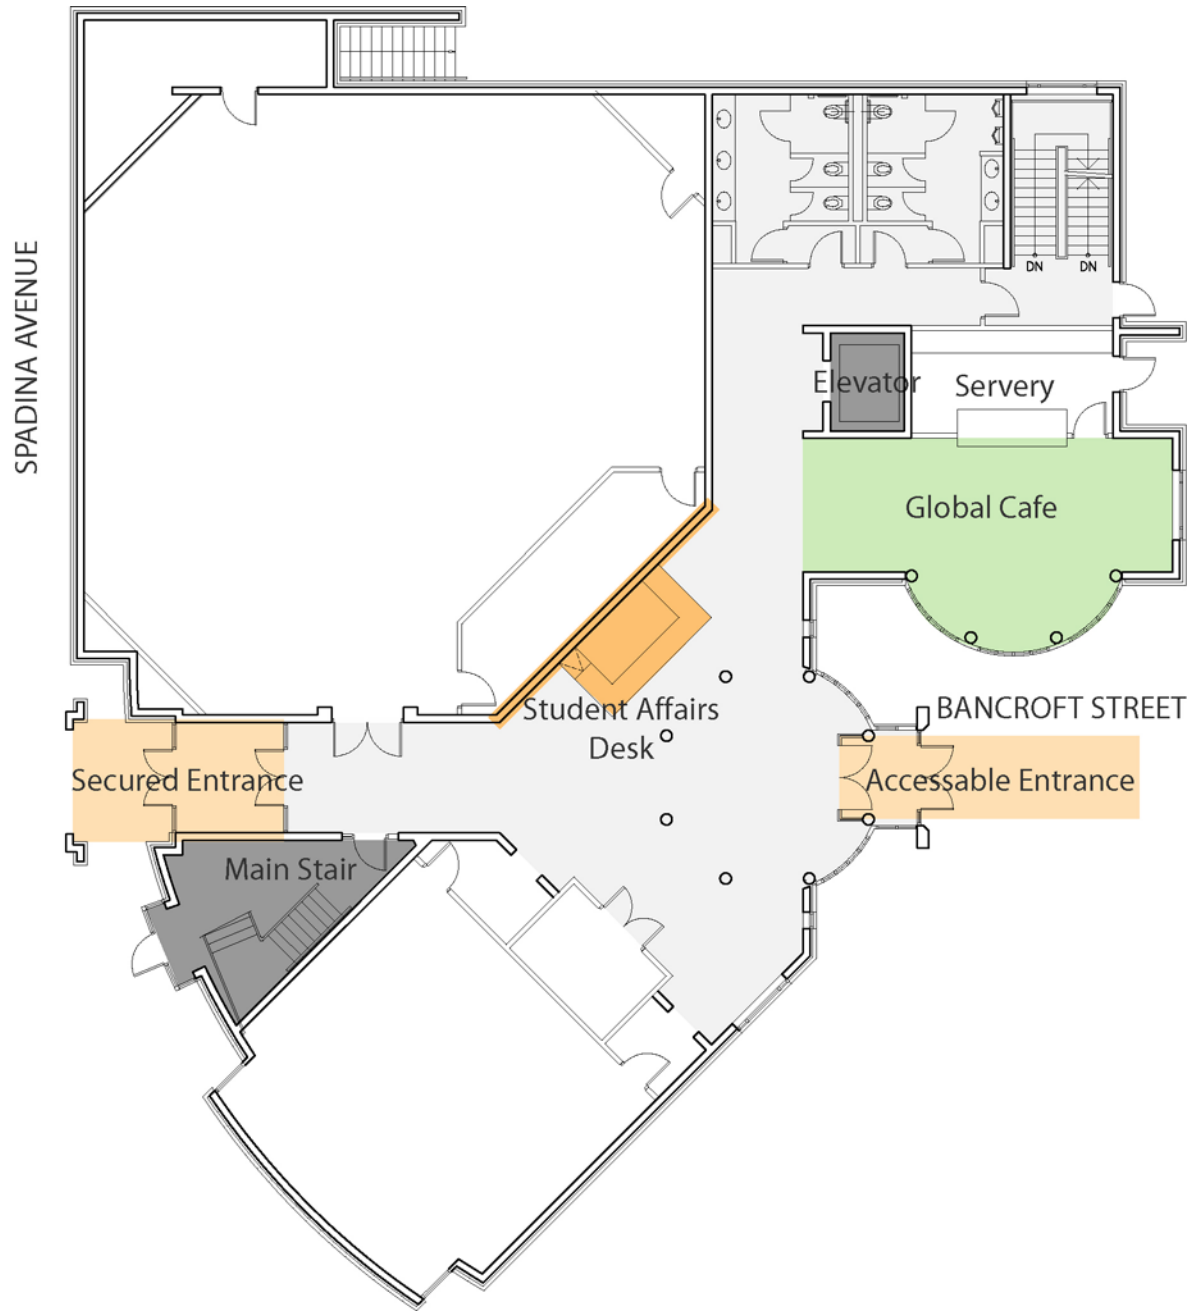 SPADINA AVENUE
DN
DN
Elevator
Servery
Global Cafe
Student Affairs
Desk
BANCROFT STREET
Secured Entrance
Accessable Entrance
Main Stair